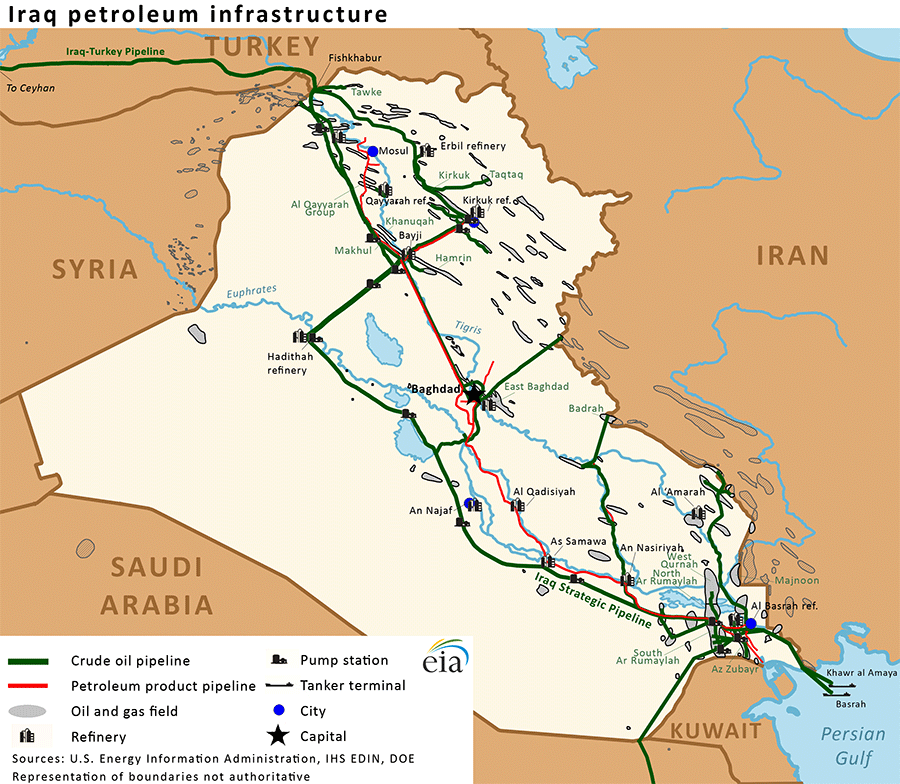 Iraq petroleum infrastructure
TURKEY
Iraq-Turkey Pipeline
Fishkhabur
To Ceyhan
Tawke
Mosul
Erbil refinery
Kirkuk
Taqtaq
Qayyarah ref.
Kirkuk ref.
Al Qayyarah
Group
Khanuqah
Bayji
Makhul
Hamrin
SYRIA
IRAN
Euphrates
Tigris
Hadithah
refinery
Baghdad
East Baghdad
Badrah
An Najaf
Al Qadisiyah
Al 'Amarah
As Samawa
An Nasiriyah
West
Qurnah
North
Ar Rumaylah
Majnoon
SAUDI
ARABIA
Iraq Strategic Pipeline
Al Basrah ref.
South
Ar Rumaylah
Az Zubayr
Khawr al Amaya
Basrah
KUWAIT
Persian
Gulf
eia
Crude oil pipeline
Petroleum product pipeline
Oil and gas field
Refinery
Pump station
Tanker terminal
City
Capital
Sources: U.S. Energy Information Administration, IHS EDIN, DOE
Representation of boundaries not authoritative